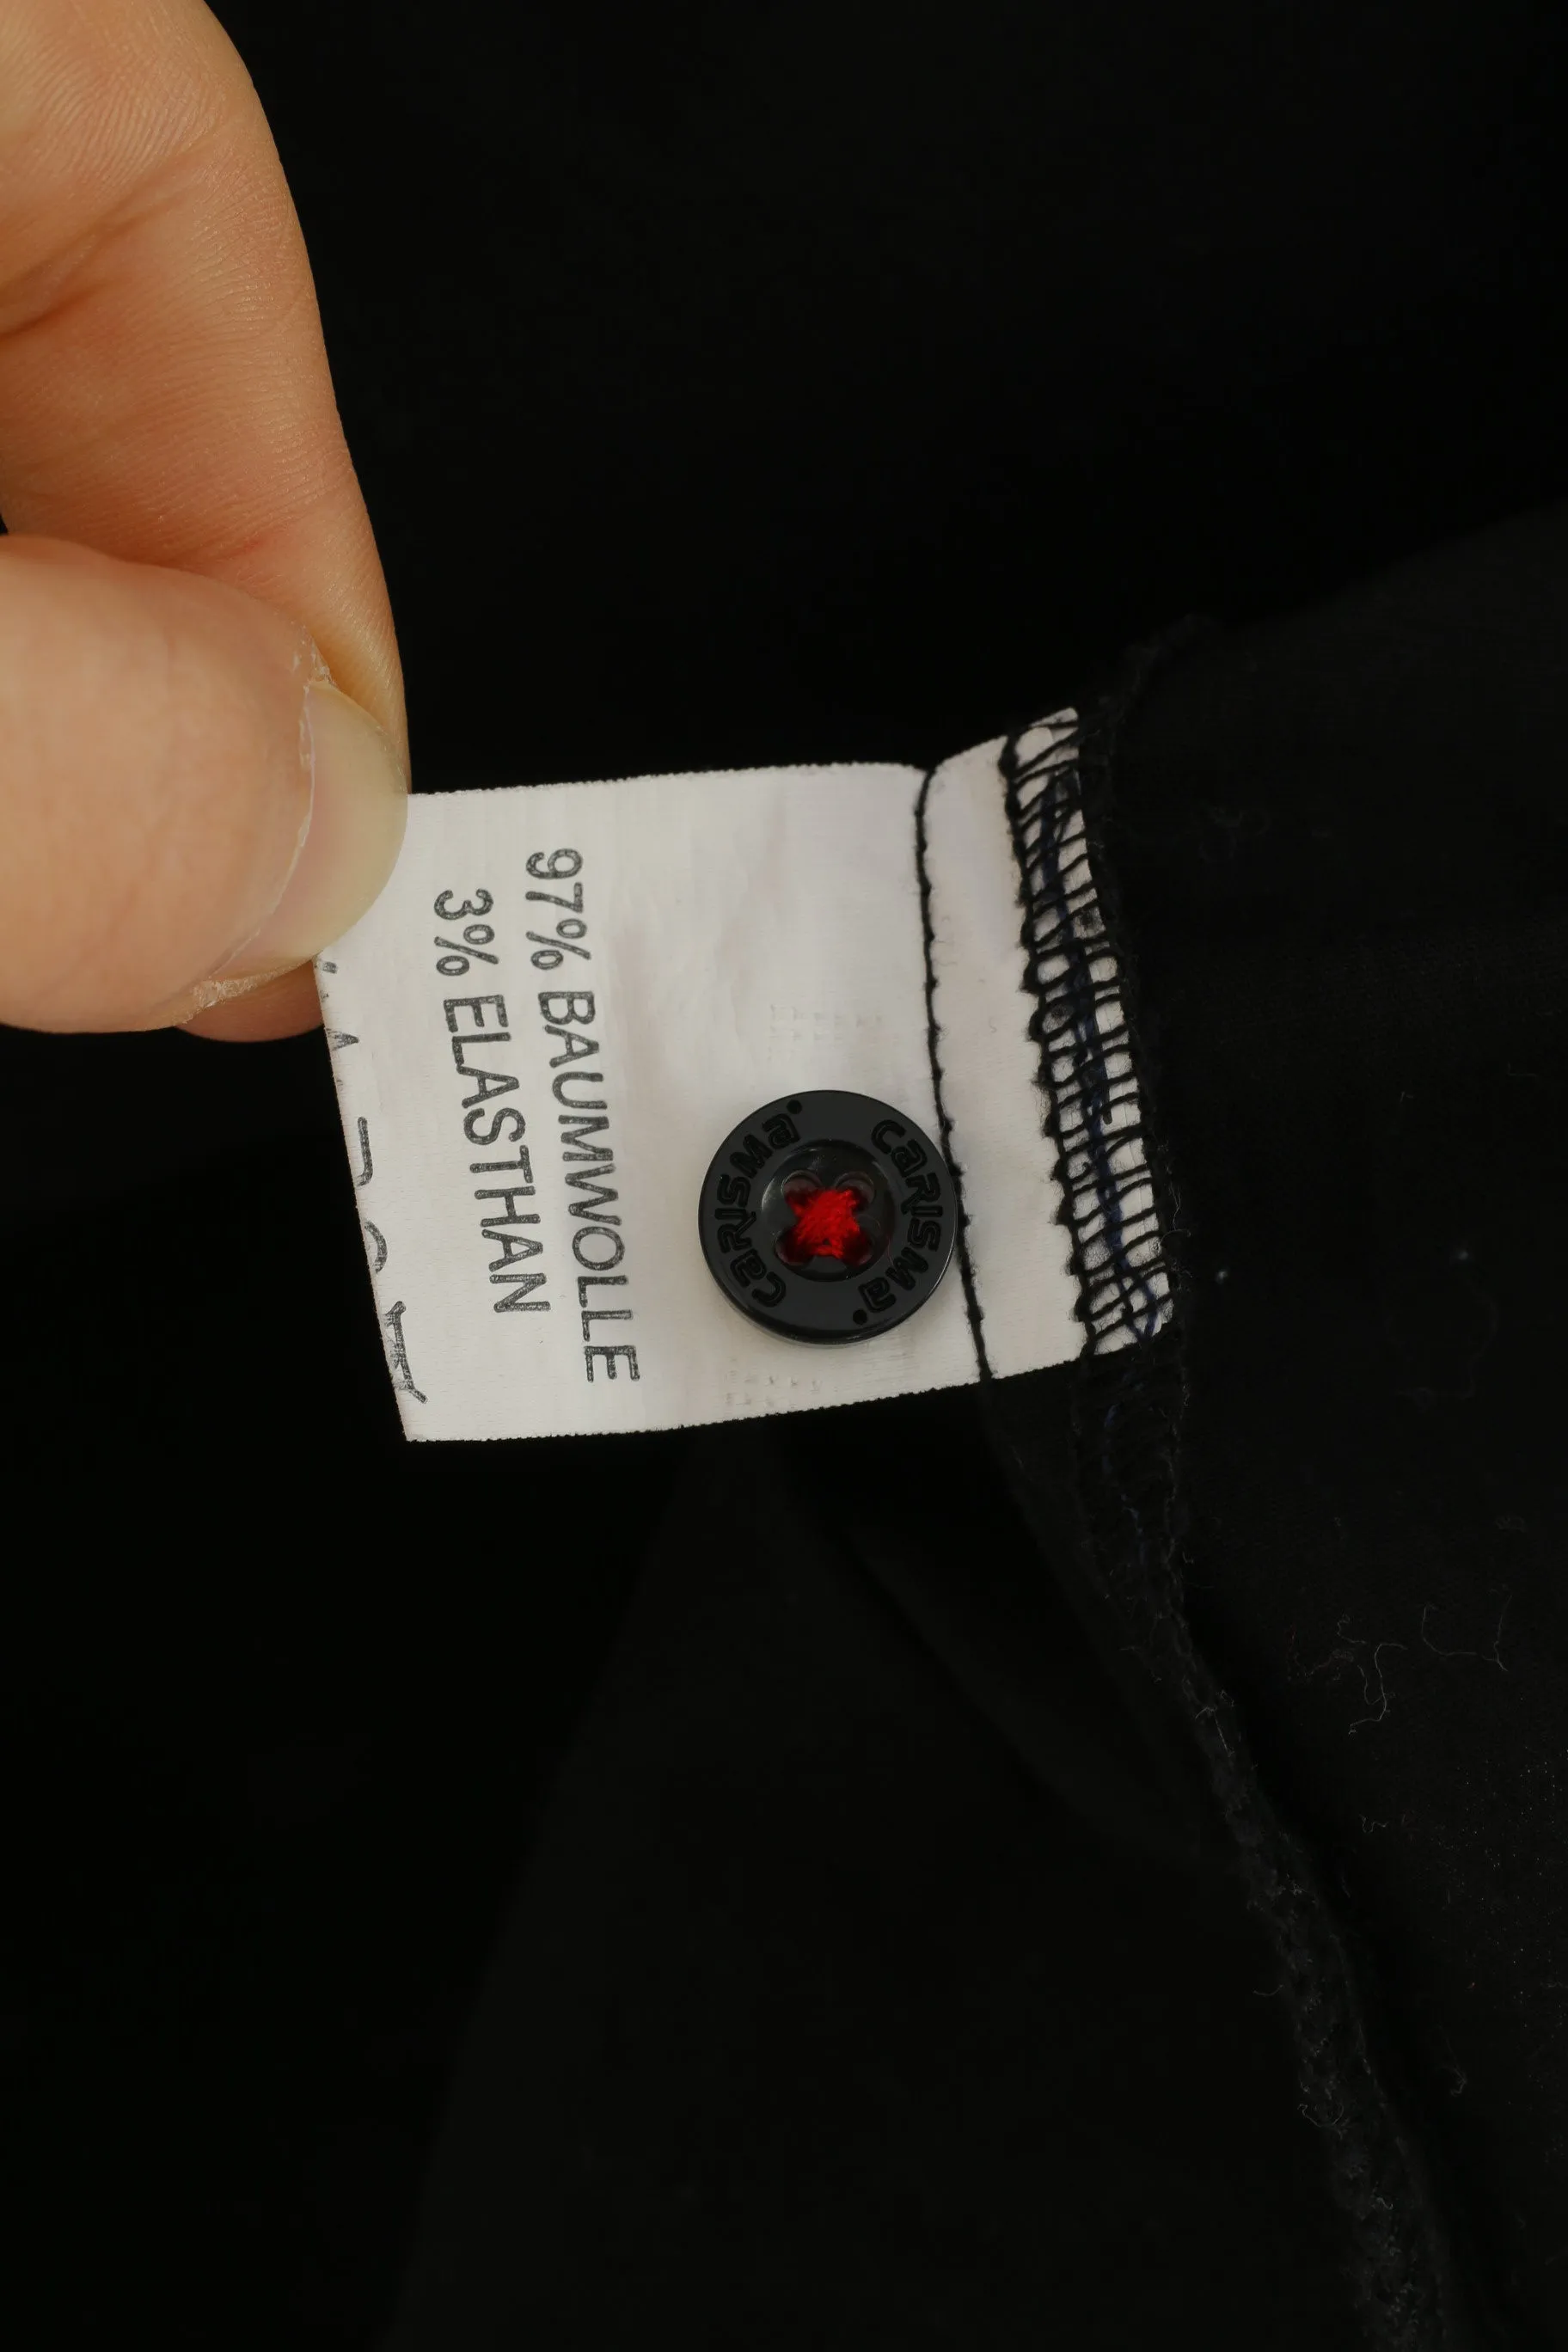 97% BAUMWOLLE
3% ELASTHAN
CARISMA
CARISMA